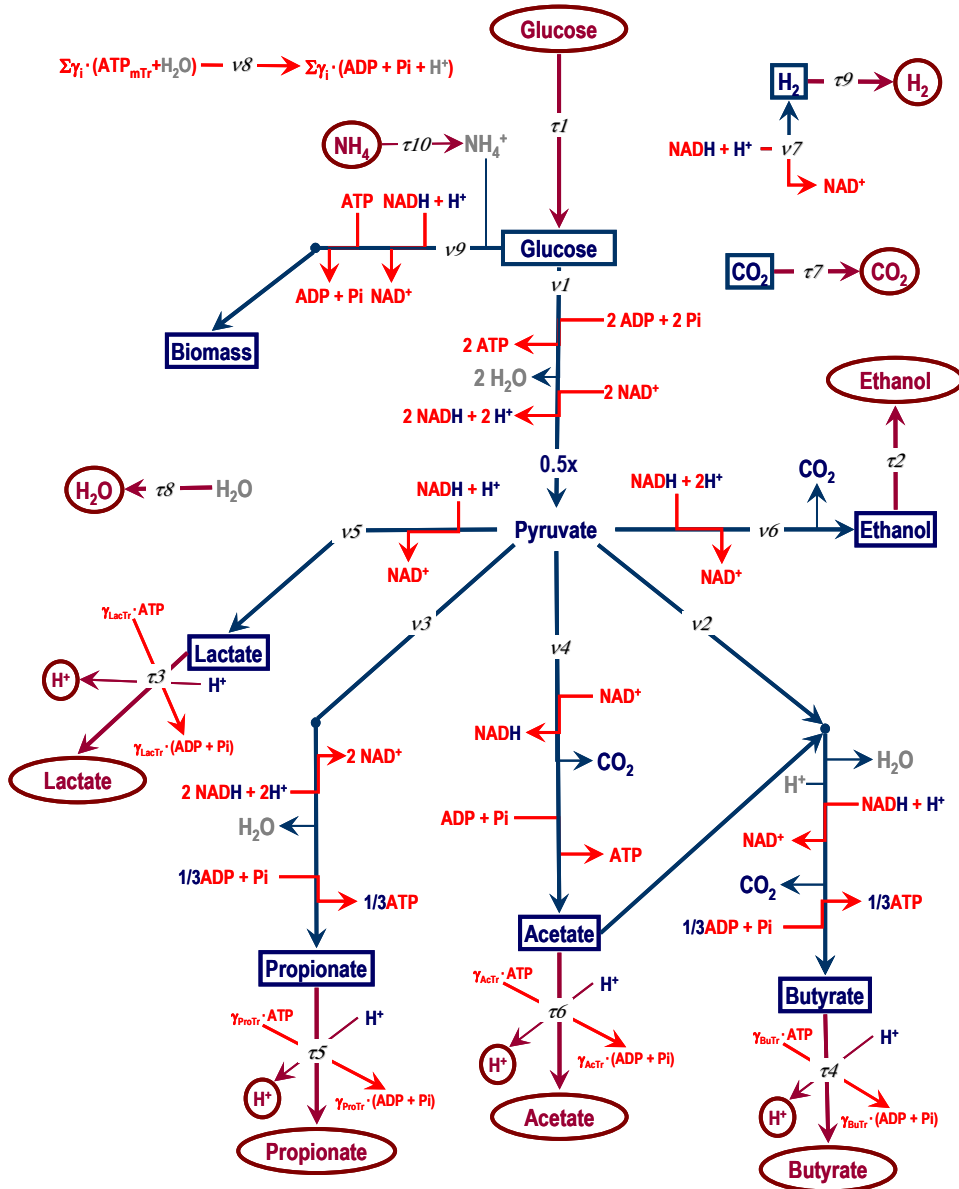 Glucose
Σγᵢ·(ATPₘTᵣ+H₂O) ν8 Σγᵢ·(ADP + Pi + H⁺)
H₂ τ9 H₂
τ1
NH₄ τ10 NH₄⁺
NADH + H⁺ ν7
NAD⁺
ATP NADH + H⁺
ν9 Glucose
ν1
CO₂ τ7 CO₂
ADP + Pi NAD⁺
2 ADP + 2 Pi
Biomass
2 ATP
2 H₂O
Ethanol
2 NAD⁺
2 NADH + 2 H⁺
τ2
0.5x
CO₂
H₂O τ8 H₂O
NADH + H⁺
NADH + 2H⁺
ν5 Pyruvate ν6 Ethanol
NAD⁺
NAD⁺
ν3
ν2
ν4
γLacTr·ATP
Lactate
H⁺ τ3 H⁺
NAD⁺
NADH
γLacTr·(ADP + Pi)
2 NAD⁺
CO₂
H₂O
Lactate
2 NADH + 2H⁺
H⁺
NADH + H⁺
H₂O
ADP + Pi
NAD⁺
ATP
1/3ADP + Pi
CO₂
1/3ATP
1/3ATP
1/3ADP + Pi
Acetate
Propionate
Butyrate
γAcTr·ATP
H⁺
τ6
γProTr·ATP
H⁺
γBuTr·ATP
H⁺
τ5
H⁺
γAcTr·(ADP + Pi)
τ4
H⁺
γProTr·(ADP + Pi)
H⁺
γBuTr·(ADP + Pi)
Acetate
Propionate
Butyrate